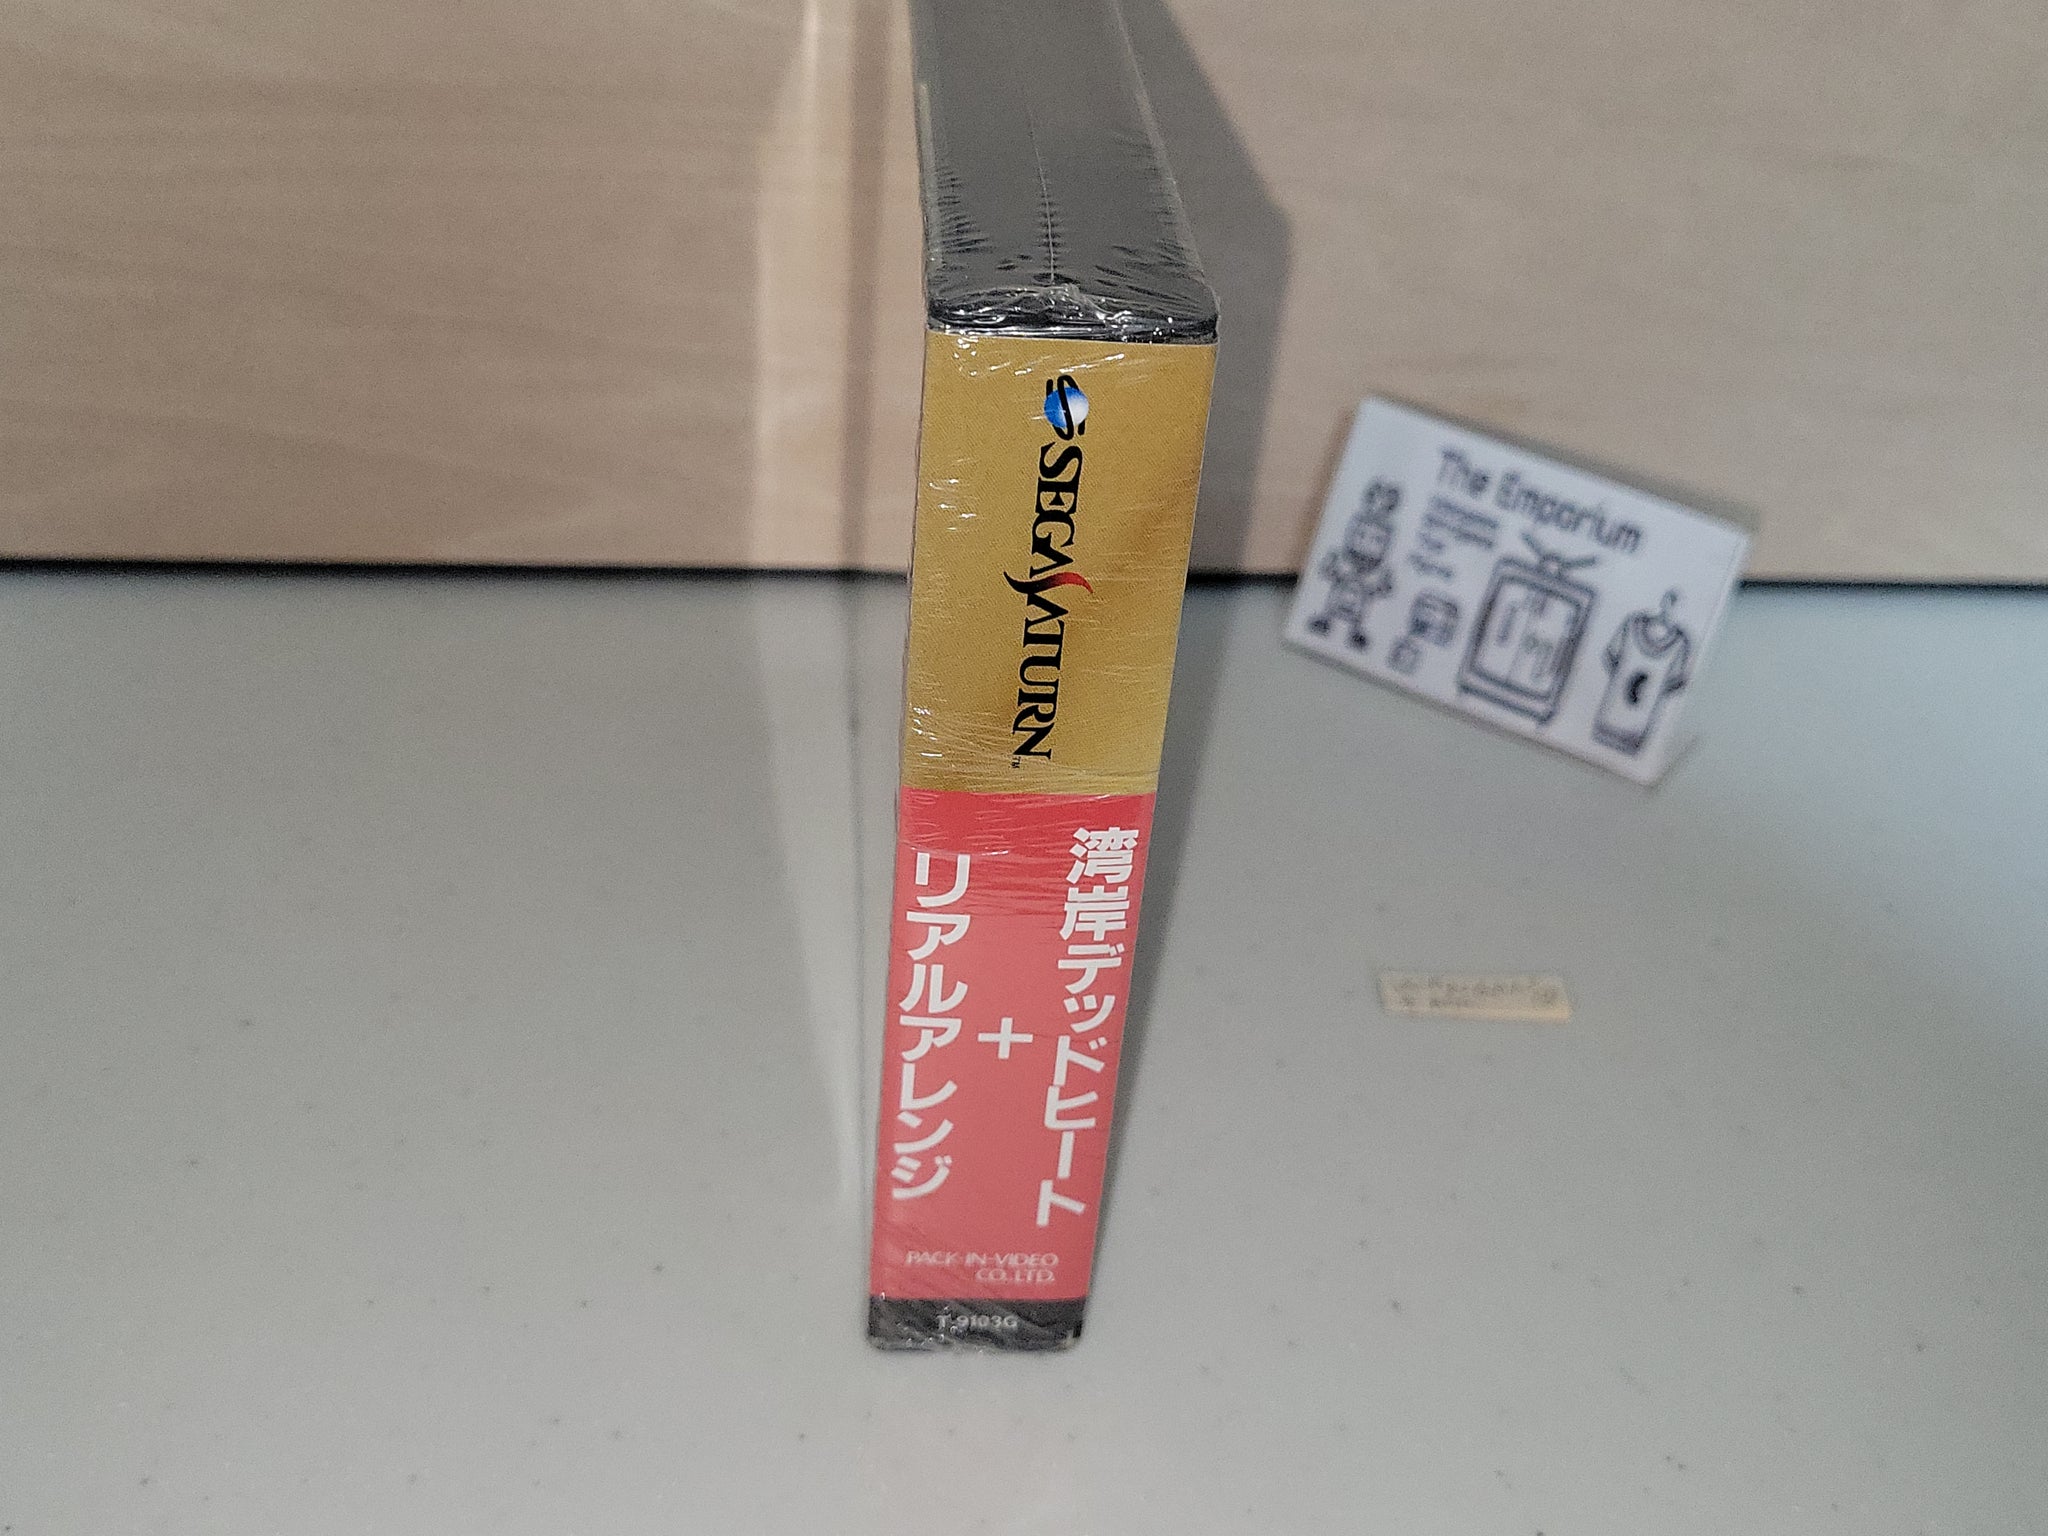 SEGA SATURN™
湾岸デッドヒート
+
リアルアレンジ
PACK-IN-VIDEO
CO.,LTD.
T-9103G
The Emporium